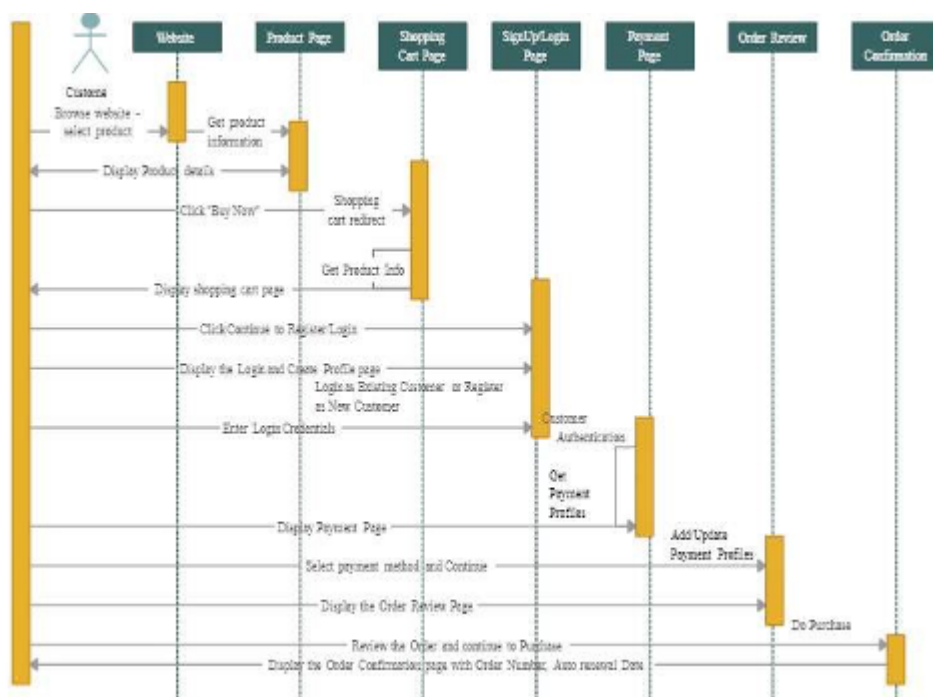 Website
Product Page
Shopping
Cart Page
SignUp/Login
Page
Payment
Page
Order Review
Order
Confirmation
Custome
Browse website -
select product
Get product
information
Display Product details
Click "Buy Now"
Shopping
cart redirect
Get Product Info
Display shopping cart page
Click Continue to Register Login
Display the Login and Create Profile page
Login as Existing Customer or Register
as New Customer
Enter Login Credentials
Customer
Authentication
Get
Payment
Profiles
Display Payment Page
Add/Update
Payment Profiles
Select payment method and Continue
Display the Order Review Page
Do Purchase
Review the Order and continue to Purchase
Display the Order Confirmation page with Order Number, Auto renewal Date